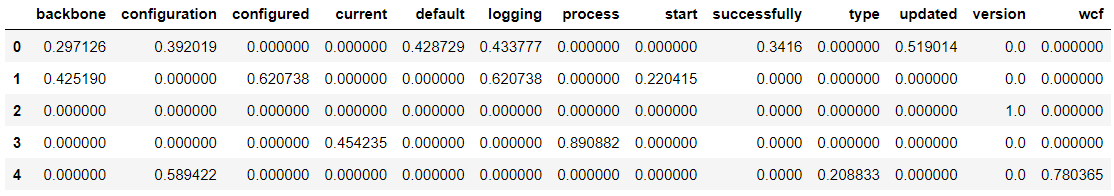 backbone configuration configured current default logging process start successfully type updated version wcf
0 0.297126 0.392019 0.000000 0.000000 0.428729 0.433777 0.000000 0.000000 0.3416 0.000000 0.519014 0.0 0.000000
1 0.425190 0.000000 0.620738 0.000000 0.000000 0.620738 0.000000 0.220415 0.0000 0.000000 0.000000 0.0 0.000000
2 0.000000 0.000000 0.000000 0.000000 0.000000 0.000000 0.000000 0.000000 0.0000 0.000000 0.000000 1.0 0.000000
3 0.000000 0.000000 0.000000 0.454235 0.000000 0.000000 0.890882 0.000000 0.0000 0.000000 0.000000 0.0 0.000000
4 0.000000 0.589422 0.000000 0.000000 0.000000 0.000000 0.000000 0.000000 0.0000 0.208833 0.000000 0.0 0.780365